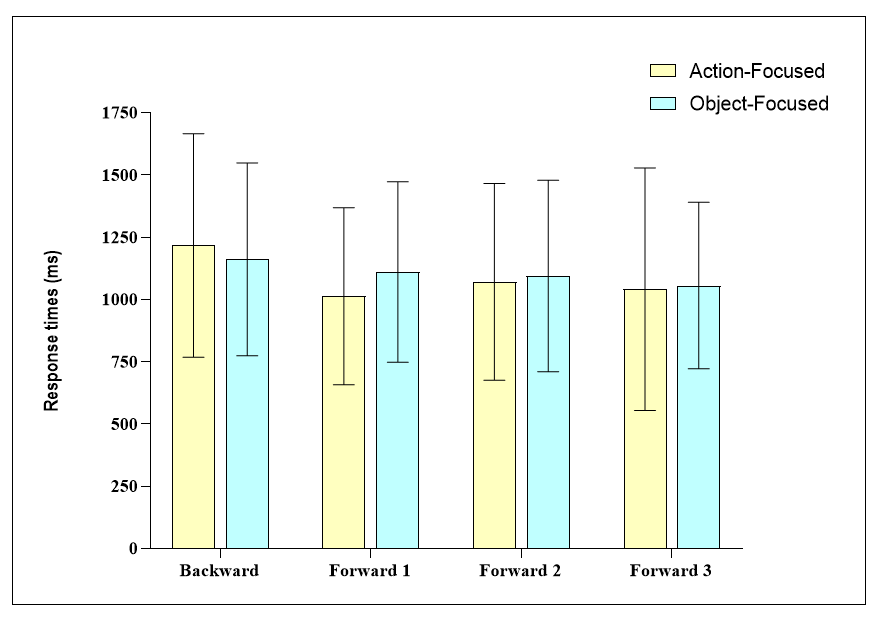 Action-Focused
Object-Focused
1750
1500
1250
1000
750
500
250
0
Response times (ms)
Backward
Forward 1
Forward 2
Forward 3